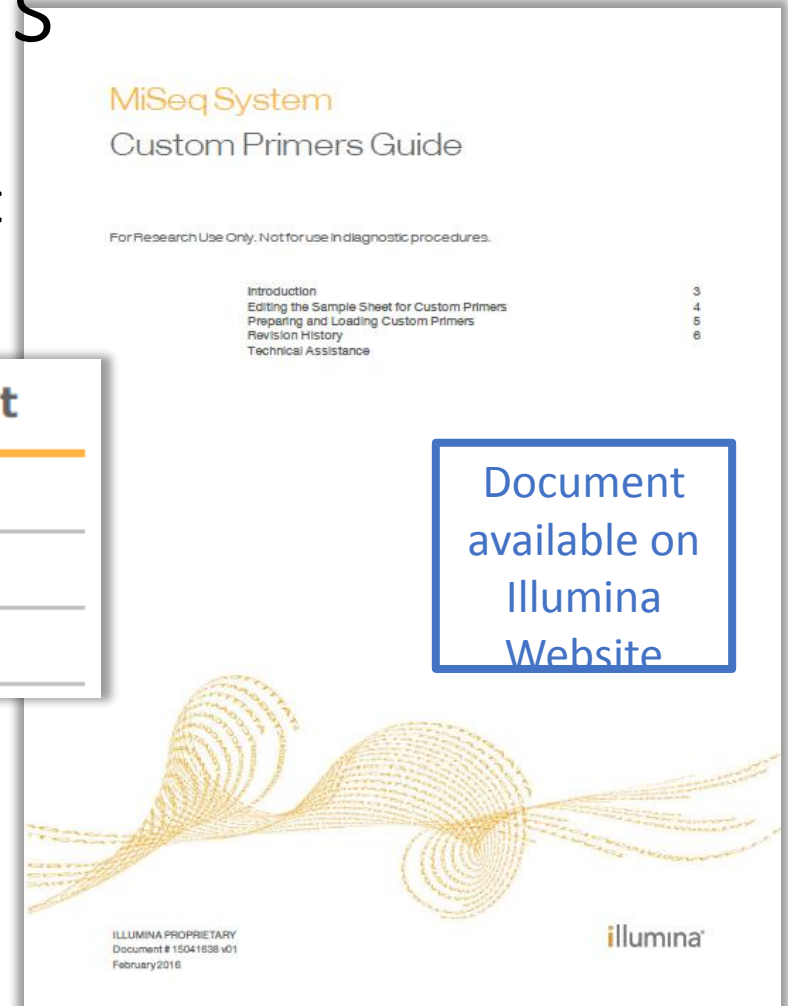 S
MiSeq System
Custom Primers Guide
t
For Research Use Only. Not for use in diagnostic procedures.
Introduction 3
Editing the Sample Sheet for Custom Primers 4
Preparing and Loading Custom Primers 5
Revision History 6
Technical Assistance
t
Document
available on
Illumina
Website
ILLUMINA PROPRIETARY
Document # 15041638 v01
February 2016
illumina®